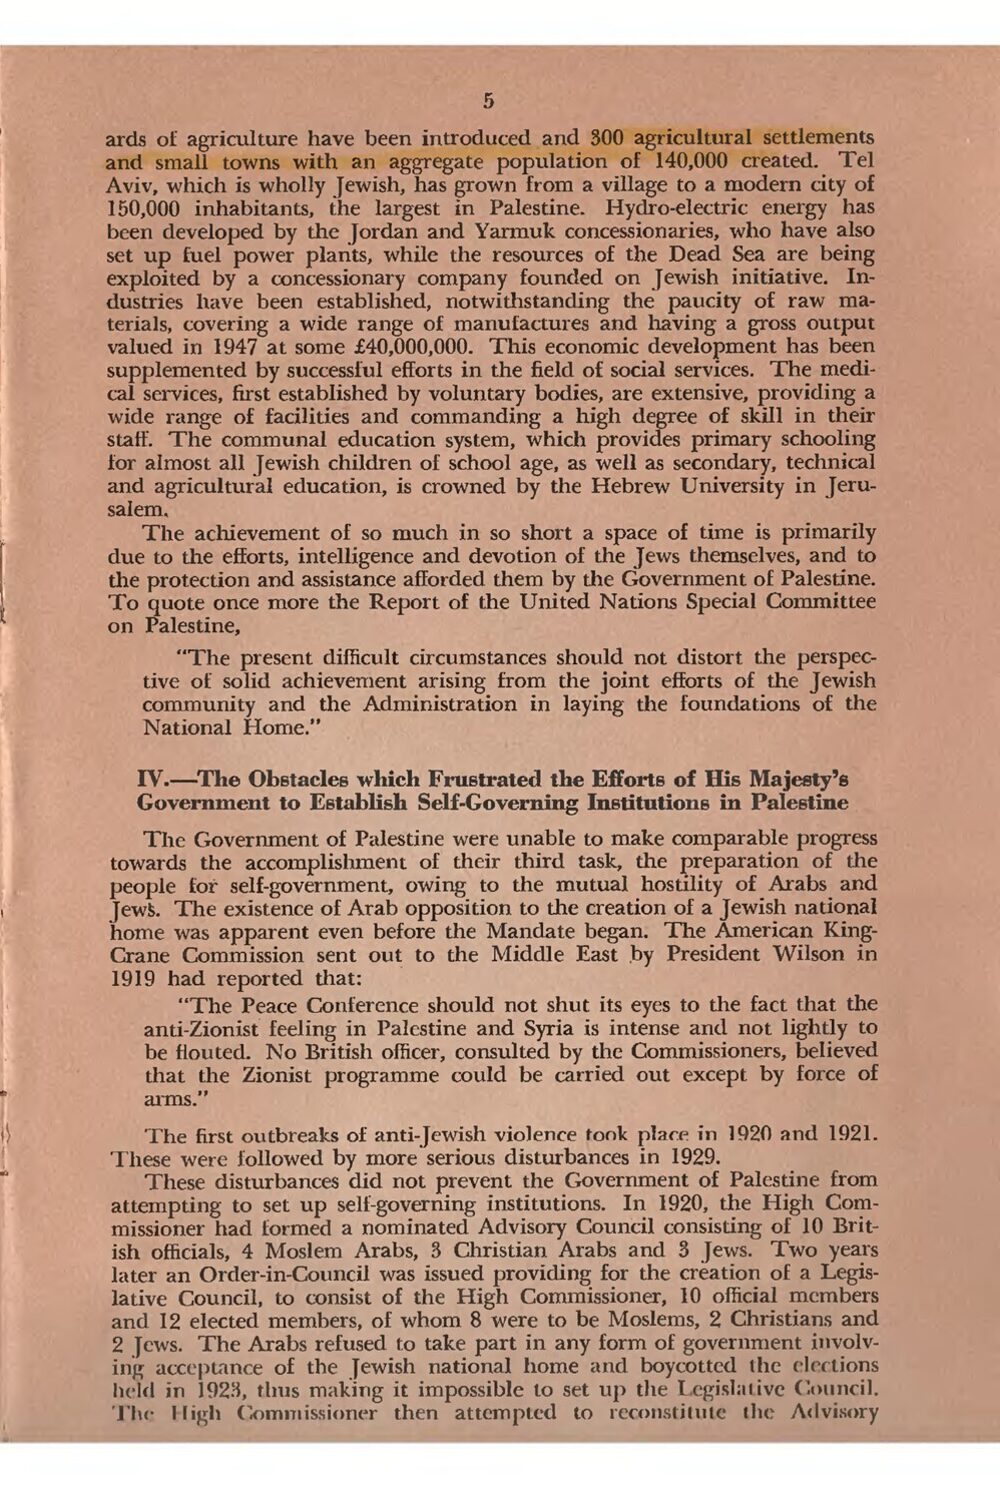 5
ards of agriculture have been introduced and 300 agricultural settlements
and small towns with an aggregate population of 140,000 created. Tel
Aviv, which is wholly Jewish, has grown from a village to a modern city of
150,000 inhabitants, the largest in Palestine. Hydro-electric energy has
been developed by the Jordan and Yarmuk concessionaries, who have also
set up fuel power plants, while the resources of the Dead Sea are being
exploited by a concessionary company founded on Jewish initiative. In-
dustries have been established, notwithstanding the paucity of raw ma-
terials, covering a wide range of manufactures and having a gross output
valued in 1947 at some £40,000,000. This economic development has been
supplemented by successful efforts in the field of social services. The medi-
cal services, first established by voluntary bodies, are extensive, providing a
wide range of facilities and commanding a high degree of skill in their
staff. The communal education system, which provides primary schooling
for almost all Jewish children of school age, as well as secondary, technical
and agricultural education, is crowned by the Hebrew University in Jeru-
salem.
The achievement of so much in so short a space of time is primarily
due to the efforts, intelligence and devotion of the Jews themselves, and to
the protection and assistance afforded them by the Government of Palestine.
To quote once more the Report of the United Nations Special Committee
on Palestine,
"The present difficult circumstances should not distort the perspec-
tive of solid achievement arising from the joint efforts of the Jewish
community and the Administration in laying the foundations of the
National Home."
IV.—The Obstacles which Frustrated the Efforts of His Majesty's
Government to Establish Self-Governing Institutions in Palestine
The Government of Palestine were unable to make comparable progress
towards the accomplishment of their third task, the preparation of the
people for self-government, owing to the mutual hostility of Arabs and
Jews. The existence of Arab opposition to the creation of a Jewish national
home was apparent even before the Mandate began. The American King-
Crane Commission sent out to the Middle East by President Wilson in
1919 had reported that:
"The Peace Conference should not shut its eyes to the fact that the
anti-Zionist feeling in Palestine and Syria is intense and not lightly to
be flouted. No British officer, consulted by the Commissioners, believed
that the Zionist programme could be carried out except by force of
arms."
The first outbreaks of anti-Jewish violence took place in 1920 and 1921.
These were followed by more serious disturbances in 1929.
These disturbances did not prevent the Government of Palestine from
attempting to set up self-governing institutions. In 1920, the High Com-
missioner had formed a nominated Advisory Council consisting of 10 Brit-
ish officials, 4 Moslem Arabs, 3 Christian Arabs and 3 Jews. Two years
later an Order-in-Council was issued providing for the creation of a Legis-
lative Council, to consist of the High Commissioner, 10 official members
and 12 elected members, of whom 8 were to be Moslems, 2 Christians and
2 Jews. The Arabs refused to take part in any form of government involv-
ing acceptance of the Jewish national home and boycotted the elections
held in 1923, thus making it impossible to set up the Legislative Council.
The High Commissioner then attempted to reconstitute the Advisory